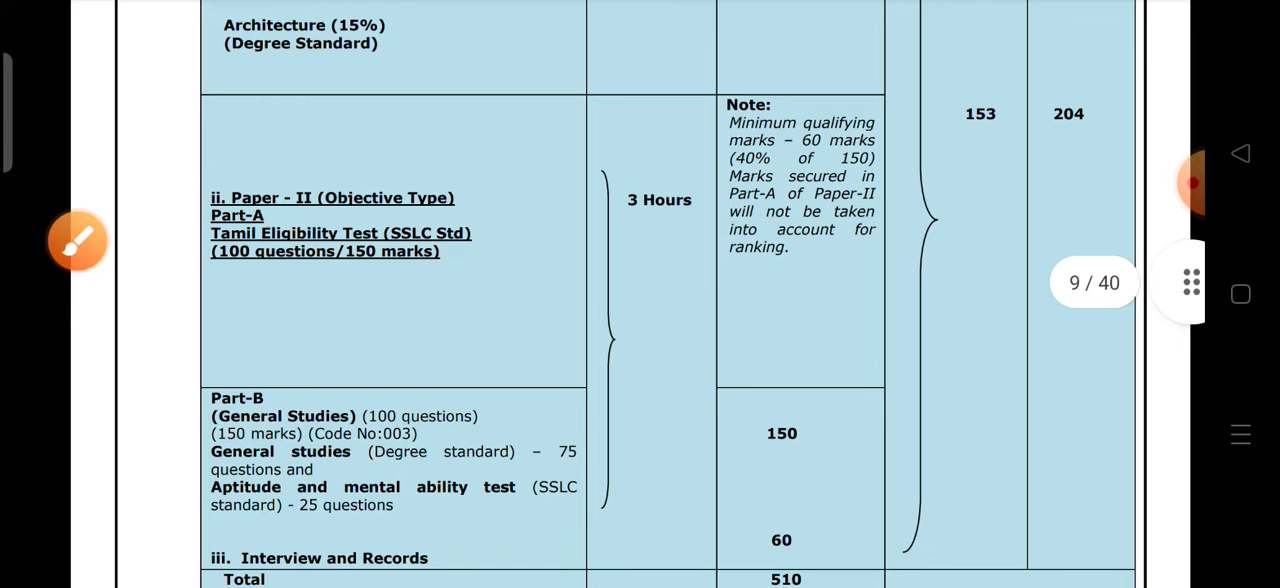 Architecture (15%)
(Degree Standard)
ii. Paper - II (Objective Type)
Part-A
Tamil Eligibility Test (SSLC Std)
(100 questions/150 marks)
3 Hours
Note:
Minimum qualifying
marks – 60 marks
(40% of 150)
Marks secured in
Part-A of Paper-II
will not be taken
into account for
ranking.
153
204
9 / 40
Part-B
(General Studies) (100 questions)
(150 marks) (Code No:003)
General studies (Degree standard) – 75
questions and
Aptitude and mental ability test (SSLC
standard) - 25 questions
150
iii. Interview and Records
60
Total
510